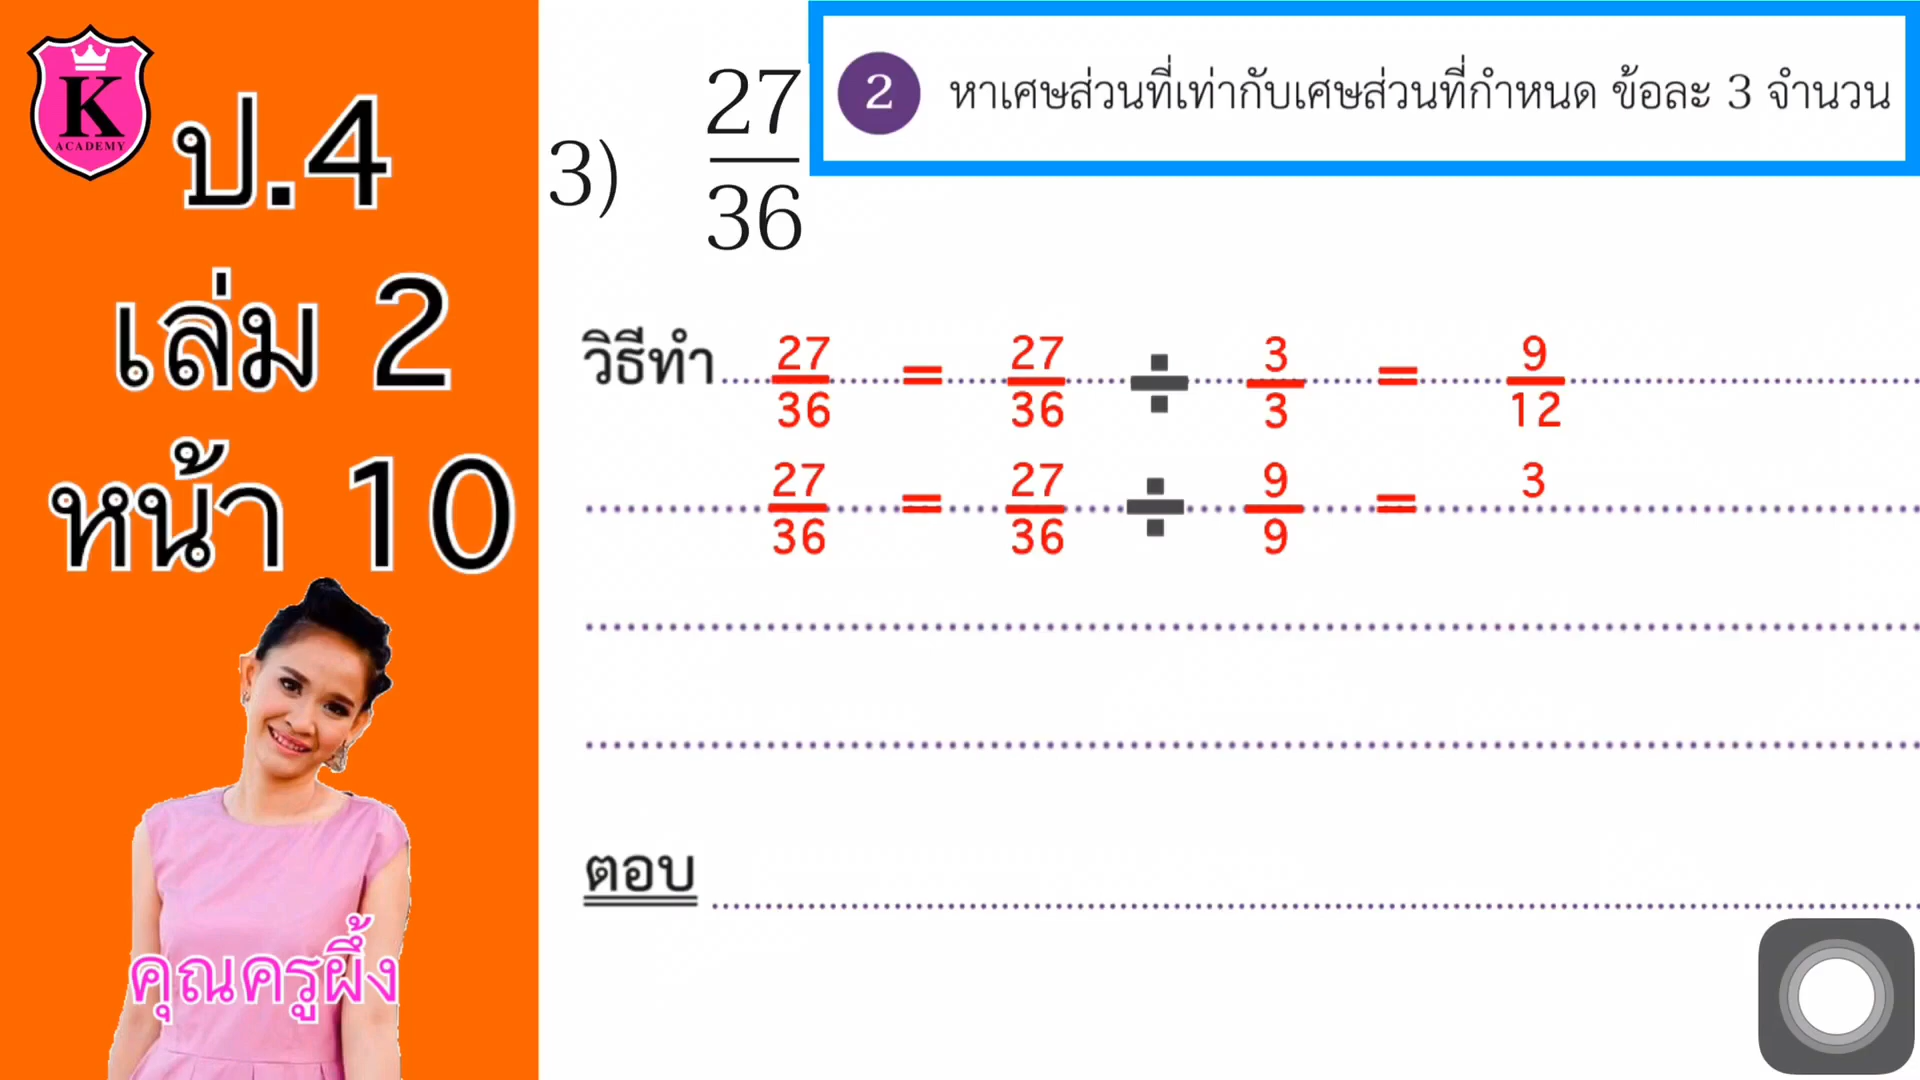 K
ACADEMY
ป.4
เล่ม 2
หน้า 10
คุณครูผึ้ง
2 หาเศษส่วนที่เท่ากับเศษส่วนที่กำหนด ข้อละ 3 จำนวน
3) 27/36
วิธีทำ 27/36 = 27/36 ÷ 3/3 = 9/12
27/36 = 27/36 ÷ 9/9 = 3
ตอบ